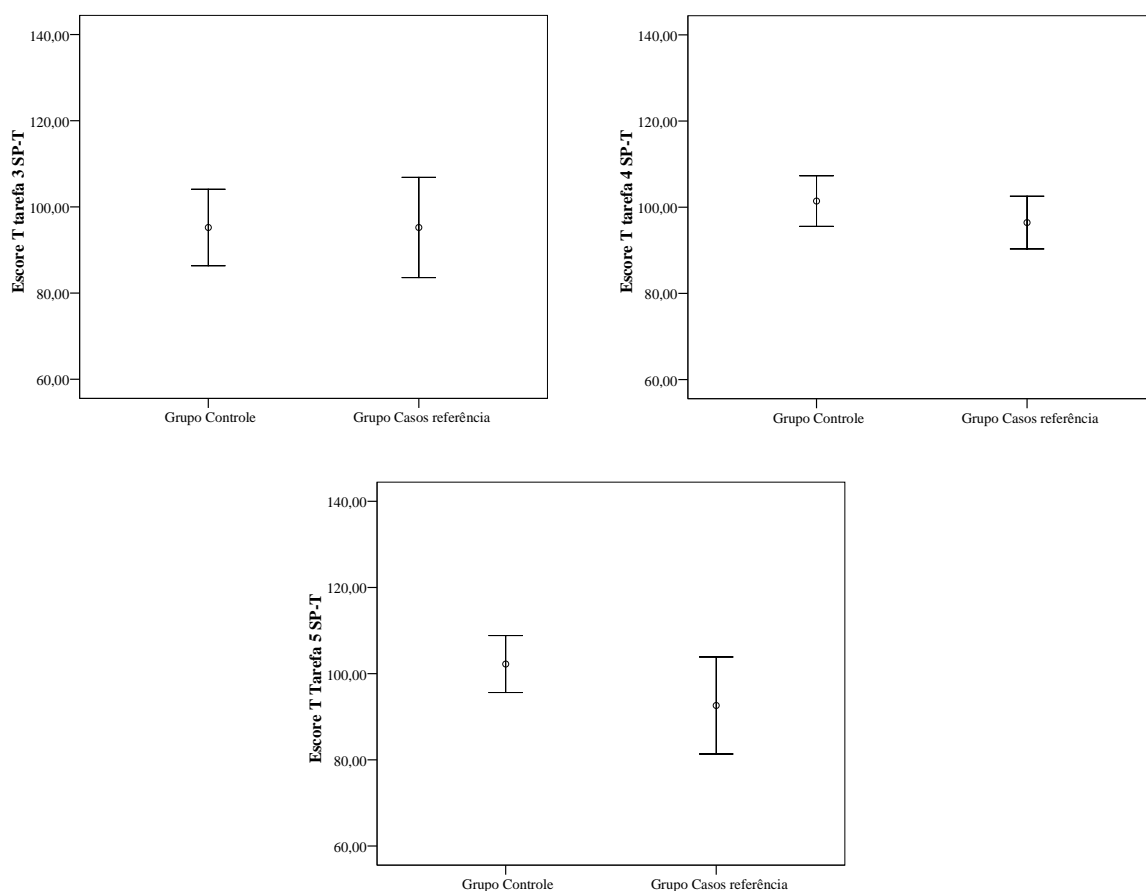 Escore T tarefa 3 SP-T
140,00
120,00
100,00
80,00
60,00
Grupo Controle
Grupo Casos referência
Escore T tarefa 4 SP-T
140,00
120,00
100,00
80,00
60,00
Grupo Controle
Grupo Casos referência
Escore T Tarefa 5 SP-T
140,00
120,00
100,00
80,00
60,00
Grupo Controle
Grupo Casos referência